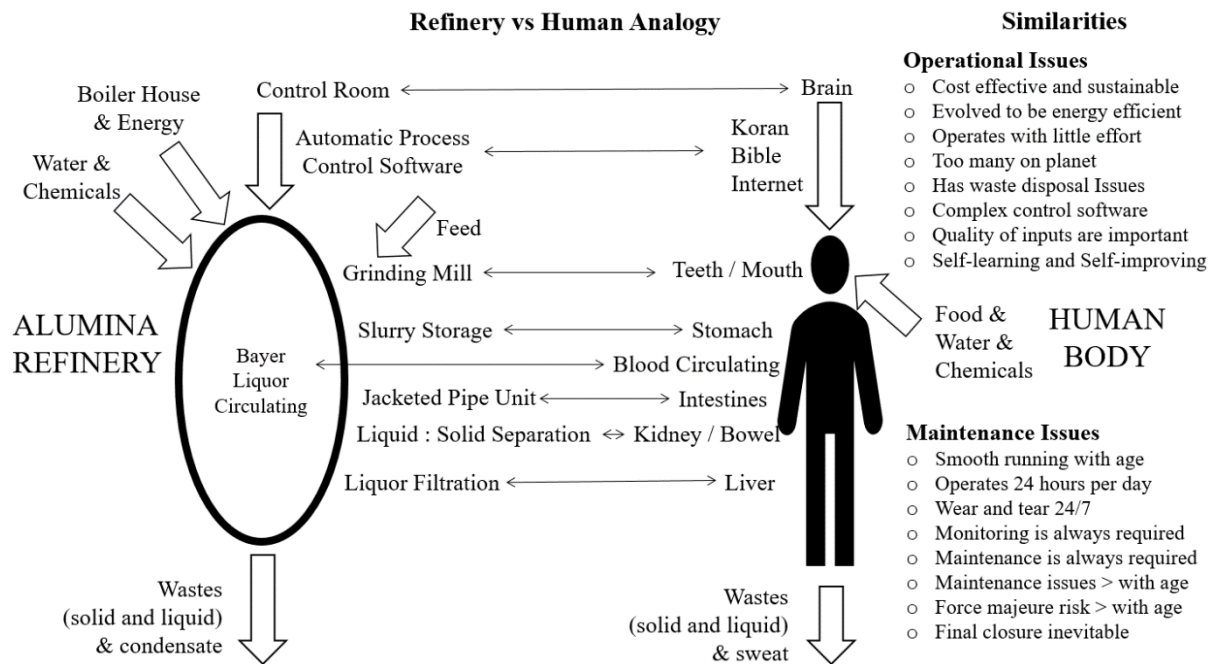 Refinery vs Human Analogy
Similarities
Boiler House
& Energy
Water &
Chemicals
Control Room
Brain
Automatic Process
Control Software
Koran
Bible
Internet
Feed
Grinding Mill
Teeth / Mouth
ALUMINA
REFINERY
Slurry Storage
Stomach
Bayer
Liquor
Circulating
Blood Circulating
Jacketed Pipe Unit
Intestines
Liquid : Solid Separation
Kidney / Bowel
Liquor Filtration
Liver
Wastes
(solid and liquid)
& condensate
Wastes
(solid and liquid)
& sweat
Food &
Water &
Chemicals
HUMAN
BODY
Operational Issues
o Cost effective and sustainable
o Evolved to be energy efficient
o Operates with little effort
o Too many on planet
o Has waste disposal Issues
o Complex control software
o Quality of inputs are important
o Self-learning and Self-improving
Maintenance Issues
o Smooth running with age
o Operates 24 hours per day
o Wear and tear 24/7
o Monitoring is always required
o Maintenance is always required
o Maintenance issues > with age
o Force majeure risk > with age
o Final closure inevitable